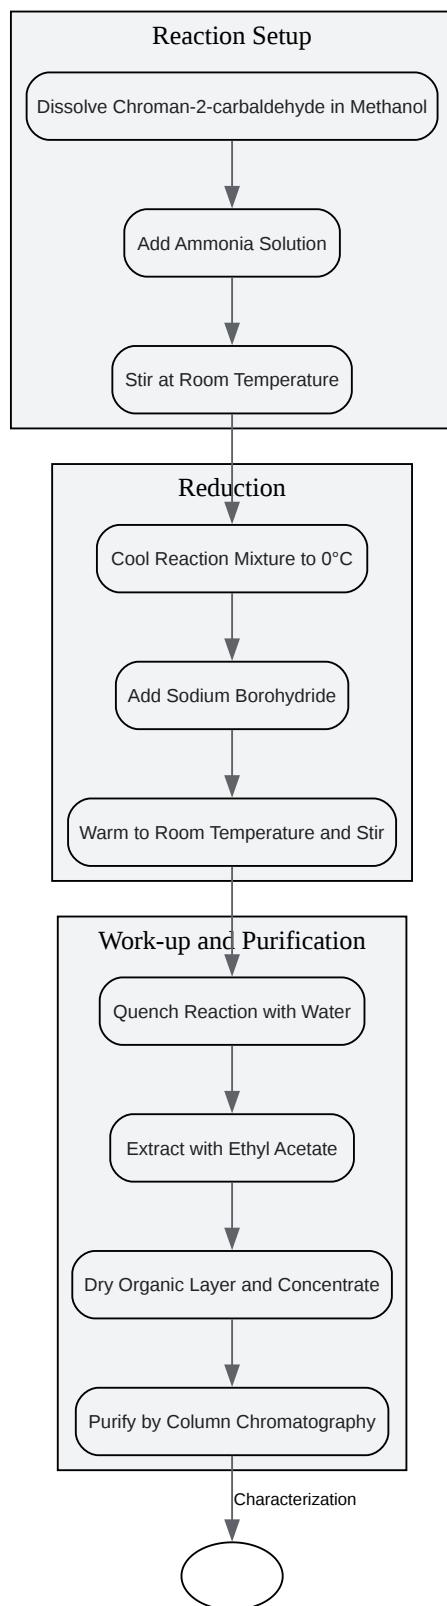 Reaction Setup
Dissolve Chroman-2-carbaldehyde in Methanol
Add Ammonia Solution
Stir at Room Temperature
Reduction
Cool Reaction Mixture to 0°C
Add Sodium Borohydride
Warm to Room Temperature and Stir
Work-up and Purification
Quench Reaction with Water
Extract with Ethyl Acetate
Dry Organic Layer and Concentrate
Purify by Column Chromatography
Characterization